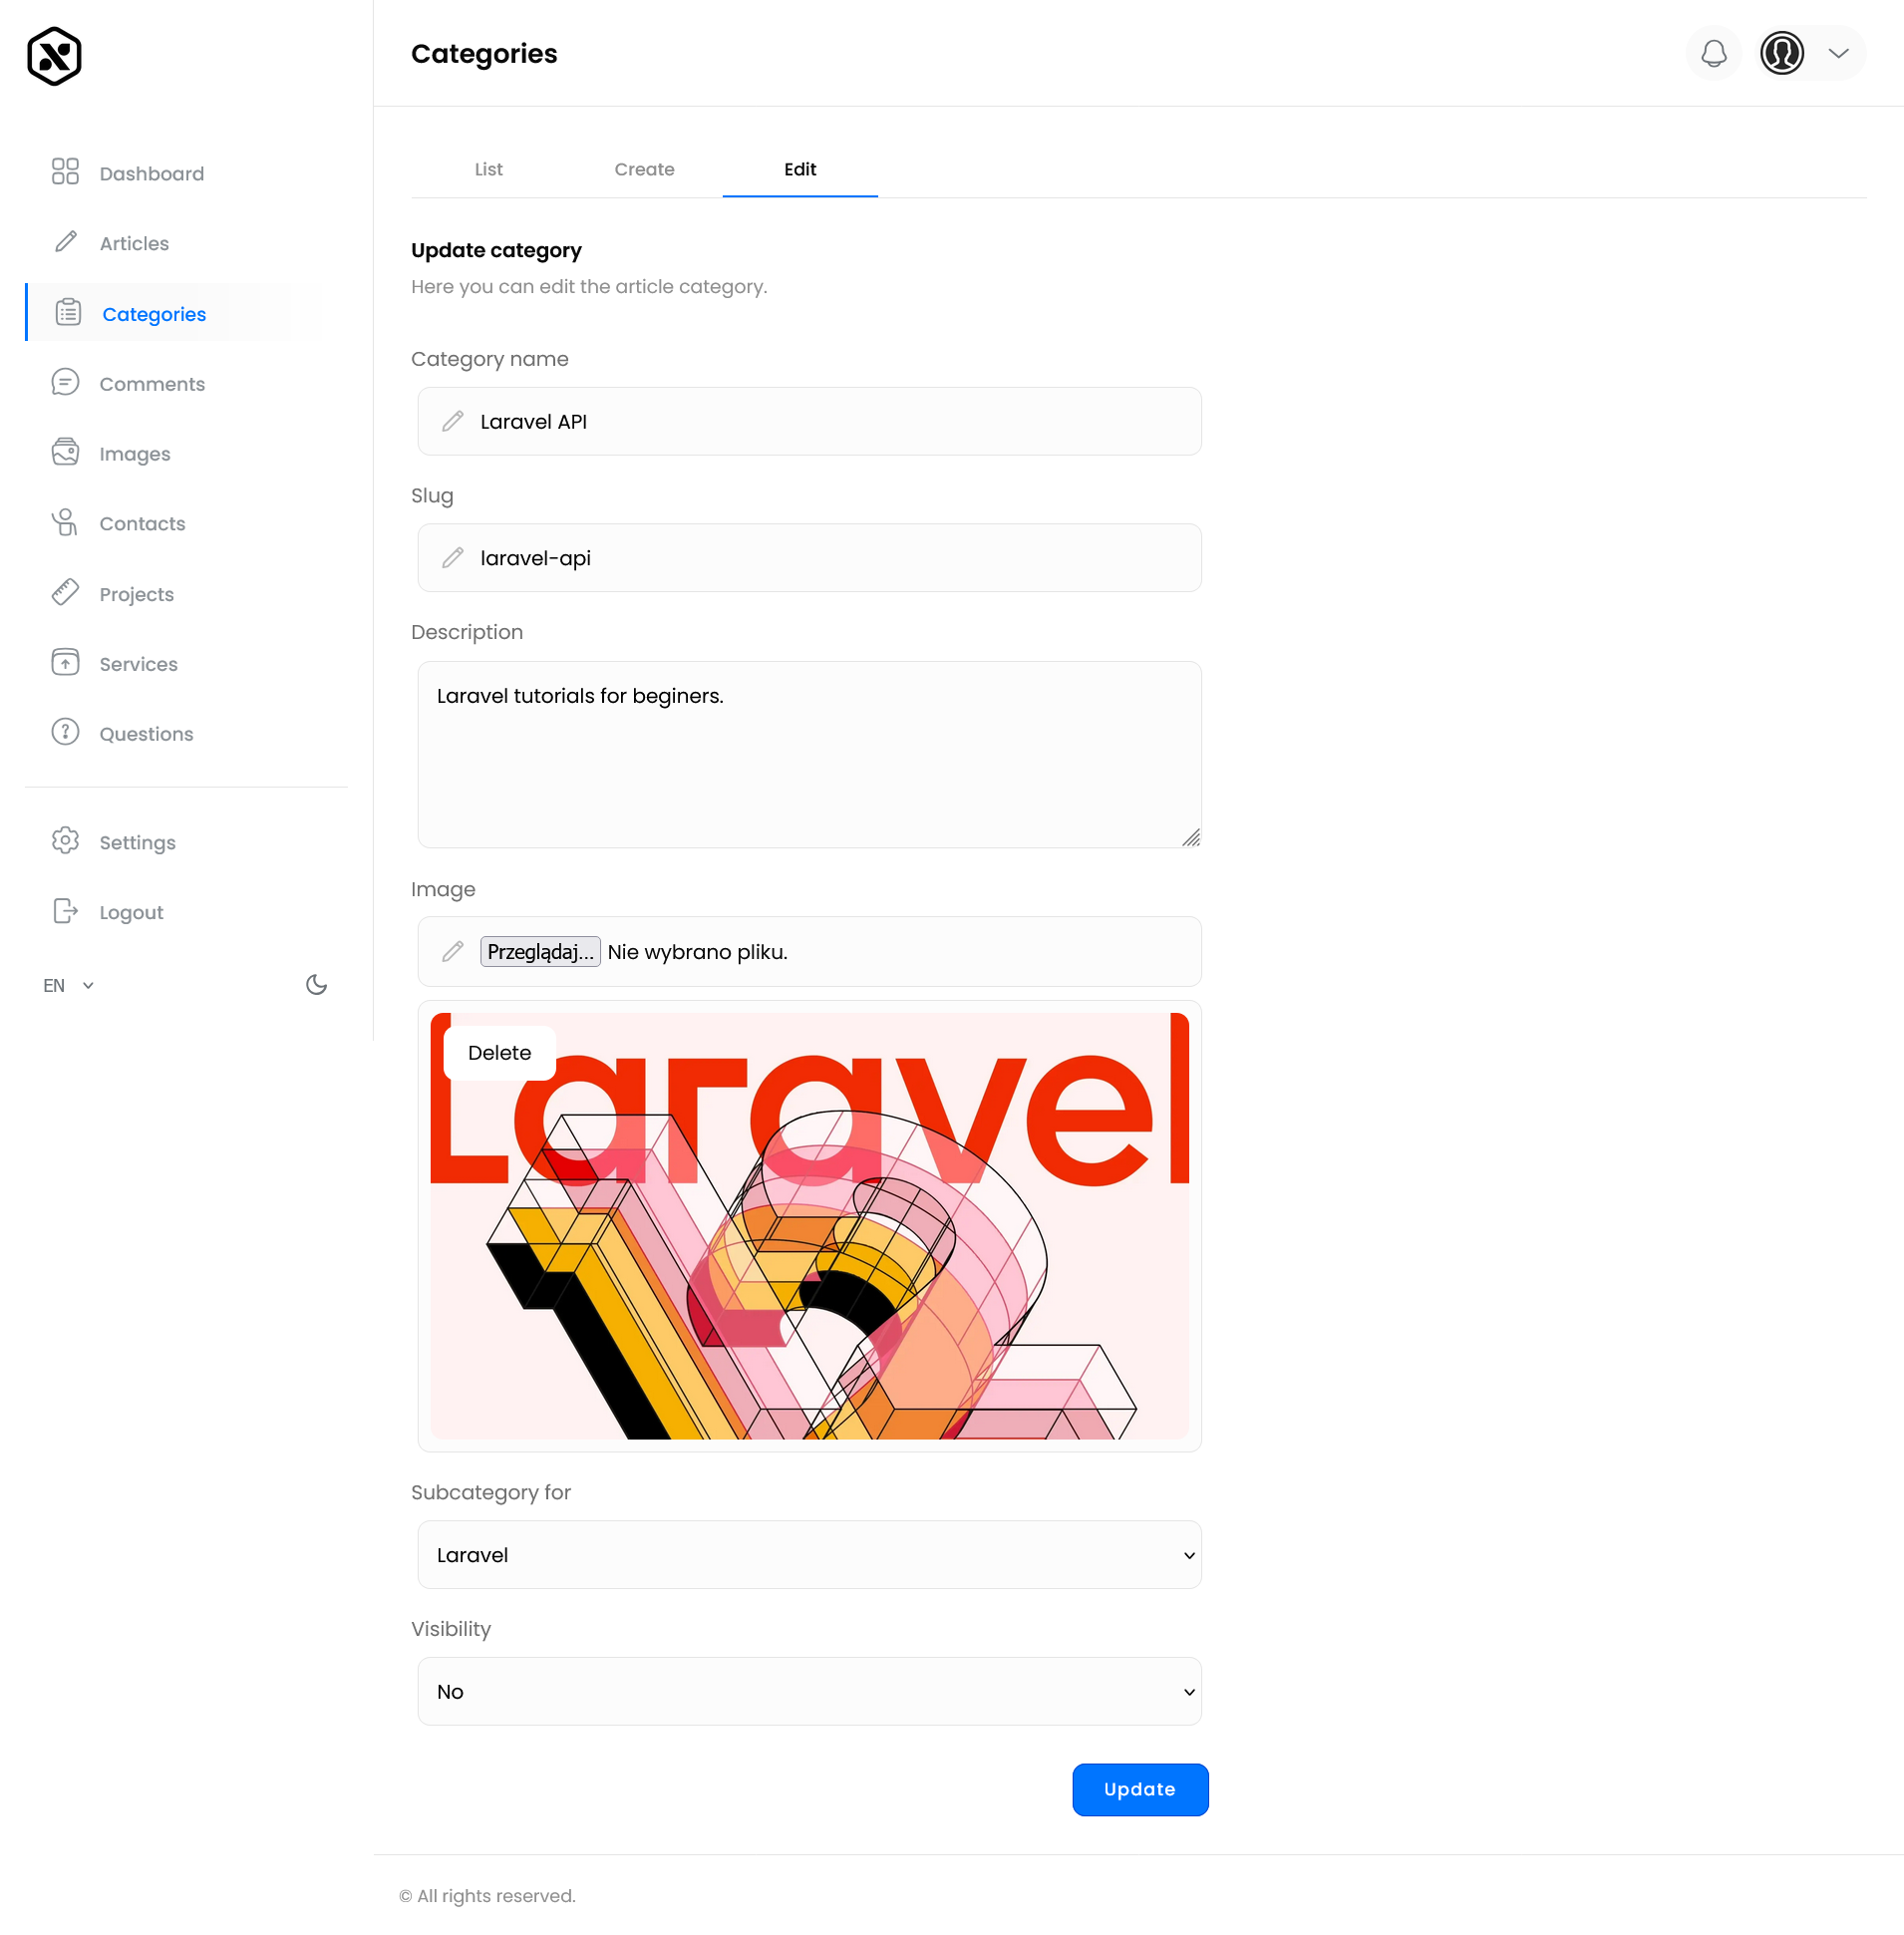 Categories
Dashboard
Articles
Categories
Comments
Images
Contacts
Projects
Services
Questions
Settings
Logout
EN
List
Create
Edit
Update category
Here you can edit the article category.
Category name
Laravel API
Slug
laravel-api
Description
Laravel tutorials for beginers.
Image
Przeglądaj... Nie wybrano pliku.
Delete
Laravel
Subcategory for
Laravel
Visibility
No
Update
© All rights reserved.